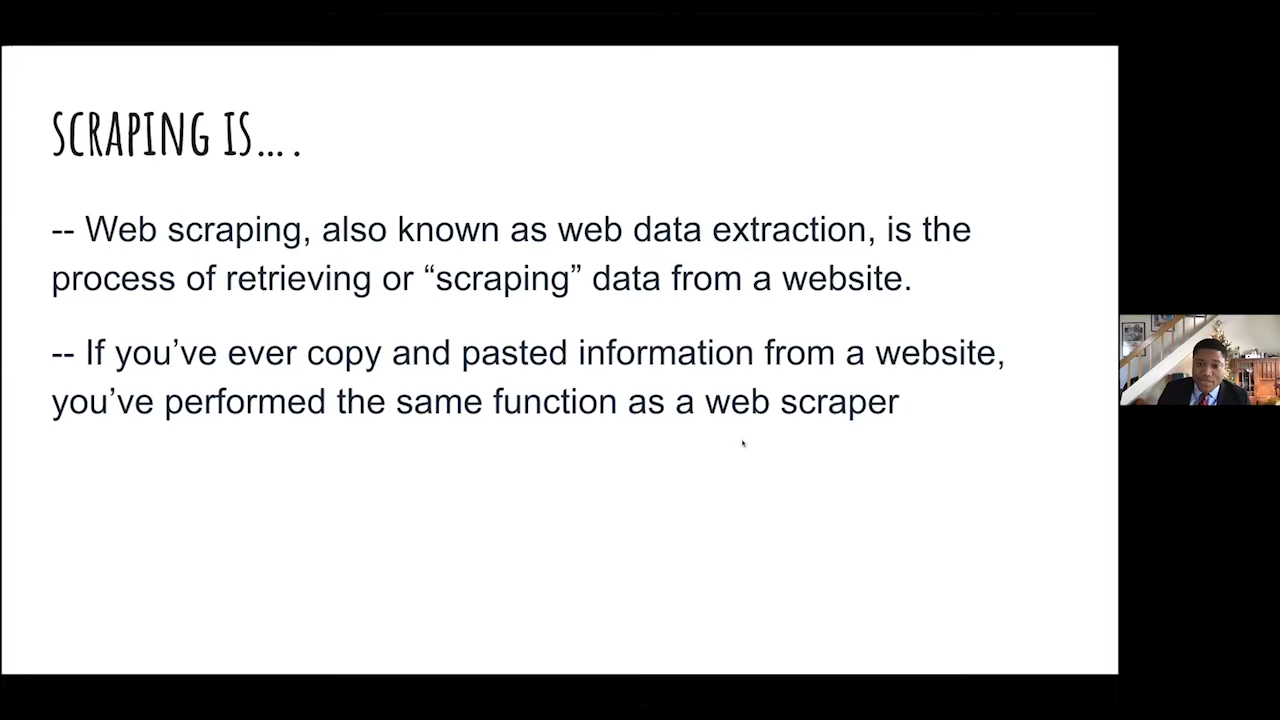 SCRAPING IS....
-- Web scraping, also known as web data extraction, is the
process of retrieving or “scraping” data from a website.
-- If you’ve ever copy and pasted information from a website,
you’ve performed the same function as a web scraper